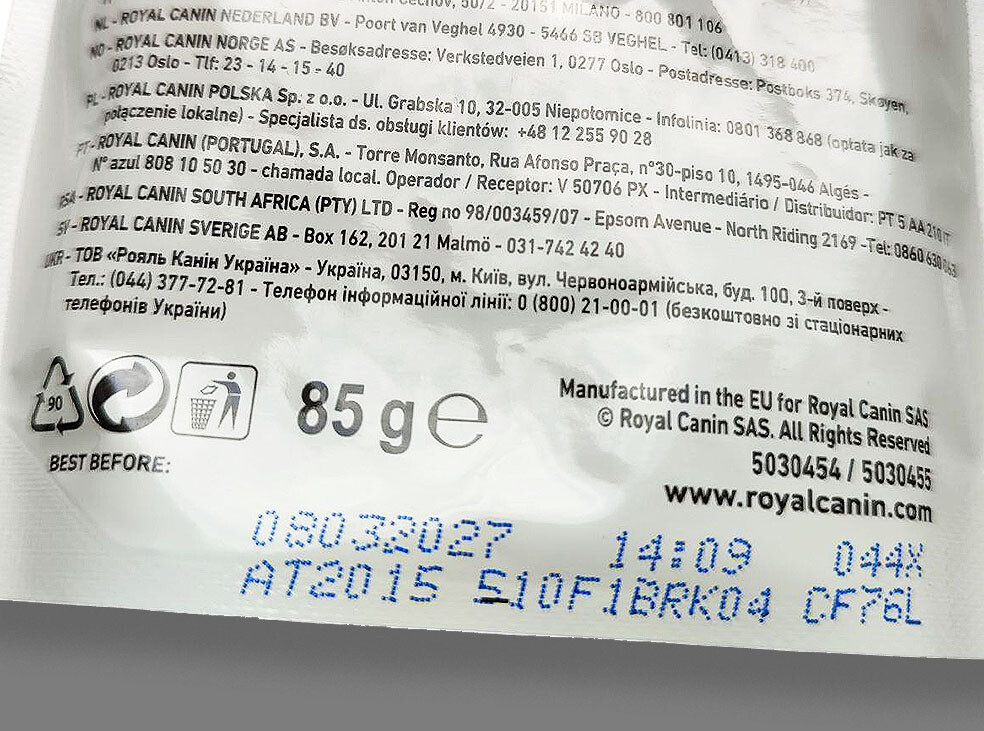 5072 - 20151 MILANO - 800 801 106
NL - ROYAL CANIN NEDERLAND BV - Poort van Veghel 4930 - 5466 SB VEGHEL - Tel: (0413) 318 400
NO - ROYAL CANIN NORGE AS - Besøksadresse: Verkstedveien 1, 0277 Oslo - Postadresse: Postboks 374, Skøyen,
0213 Oslo - Tlf: 23 - 14 - 15 - 40
PL - ROYAL CANIN POLSKA Sp. z o.o. - Ul. Grabska 10, 32-005 Niepołomice - Infolinia: 0801 368 868 (opłata jak za
połączenie lokalne) - Specjalista ds. obsługi klientów: +48 12 255 90 28
PT - ROYAL CANIN (PORTUGAL), S.A. - Torre Monsanto, Rua Afonso Praça, n°30-piso 10, 1495-046 Algés -
N° azul 808 10 50 30 - chamada local. Operador / Receptor: V 50706 PX - Intermediário / Distribuidor: PT 5 AA 210 IT
RSA - ROYAL CANIN SOUTH AFRICA (PTY) LTD - Reg no 98/003459/07 - Epsom Avenue - North Riding 2169 -Tel: 0860 630 063
SV - ROYAL CANIN SVERIGE AB - Box 162, 201 21 Malmö - 031-742 42 40
UKR - ТОВ «Рояль Канін Україна» - Україна, 03150, м. Київ, вул. Червоноармійська, буд. 100, 3-й поверх -
Тел.: (044) 377-72-81 - Телефон інформаційної лінії: 0 (800) 21-00-01 (безкоштовно зі стаціонарних
телефонів України)
90
85 g e
Manufactured in the EU for Royal Canin SAS
© Royal Canin SAS. All Rights Reserved
5030454 / 5030455
www.royalcanin.com
BEST BEFORE:
08032027 14:09 044X
AT2015 510F1BRK04 CF76L